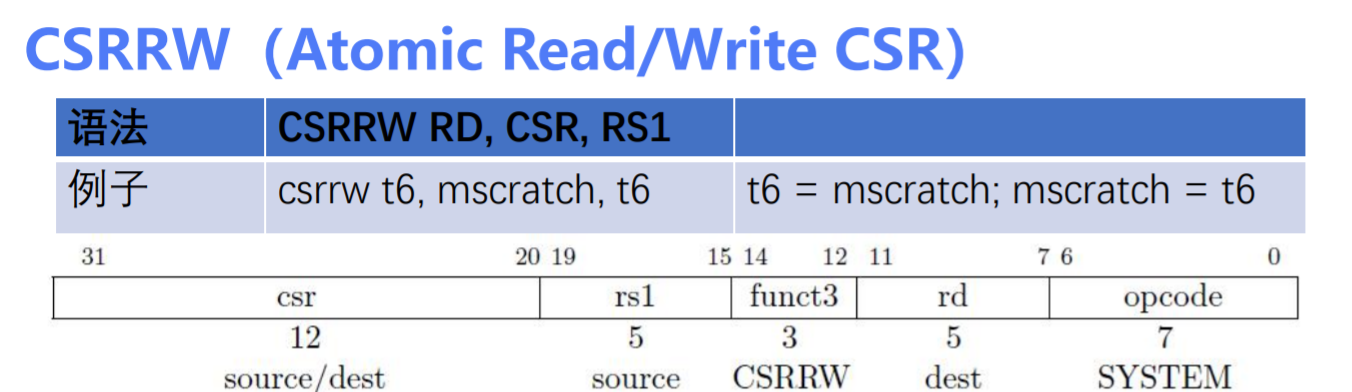 CSRRW (Atomic Read/Write CSR)
语法 CSRRW RD, CSR, RS1
例子 csrrw t6, mscratch, t6 t6 = mscratch; mscratch = t6
31 20 19 15 14 12 11 7 6 0
csr rs1 funct3 rd opcode
12 5 3 5 7
source/dest source CSRRW dest SYSTEM